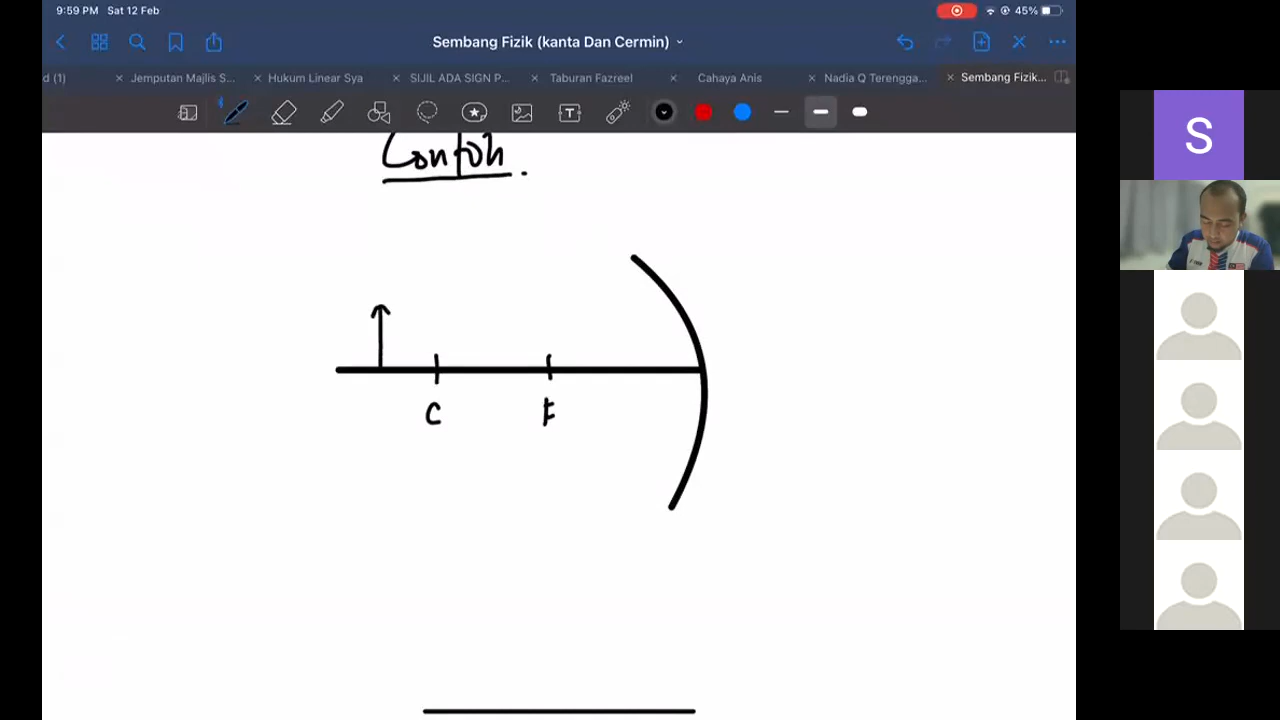 9:59 PM Sat 12 Feb
45%
Sembang Fizik (kanta Dan Cermin)
d (1)
Jemputan Majlis S...
Hukum Linear Sya
SIJIL ADA SIGN P...
Taburan Fazreel
Cahaya Anis
Nadia Q Terengga...
Sembang Fizik...
T
Contoh.
C
F
S